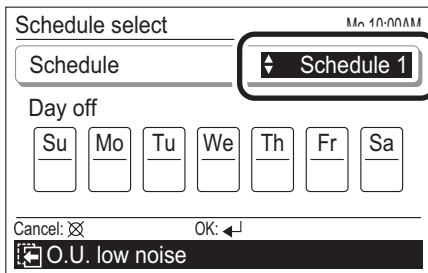 Schedule select Mo 10:00AM
Schedule Schedule 1
Day off
Su Mo Tu We Th Fr Sa
Cancel: OK:
O.U. low noise